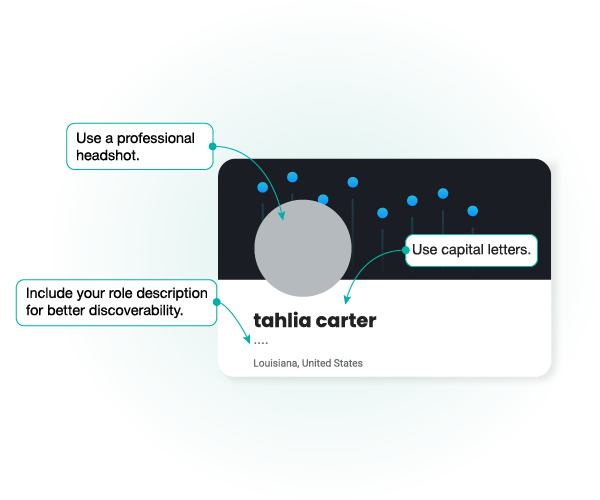 Use a professional
headshot.
Use capital letters.
Include your role description
for better discoverability.
tahlia carter
....
Louisiana, United States